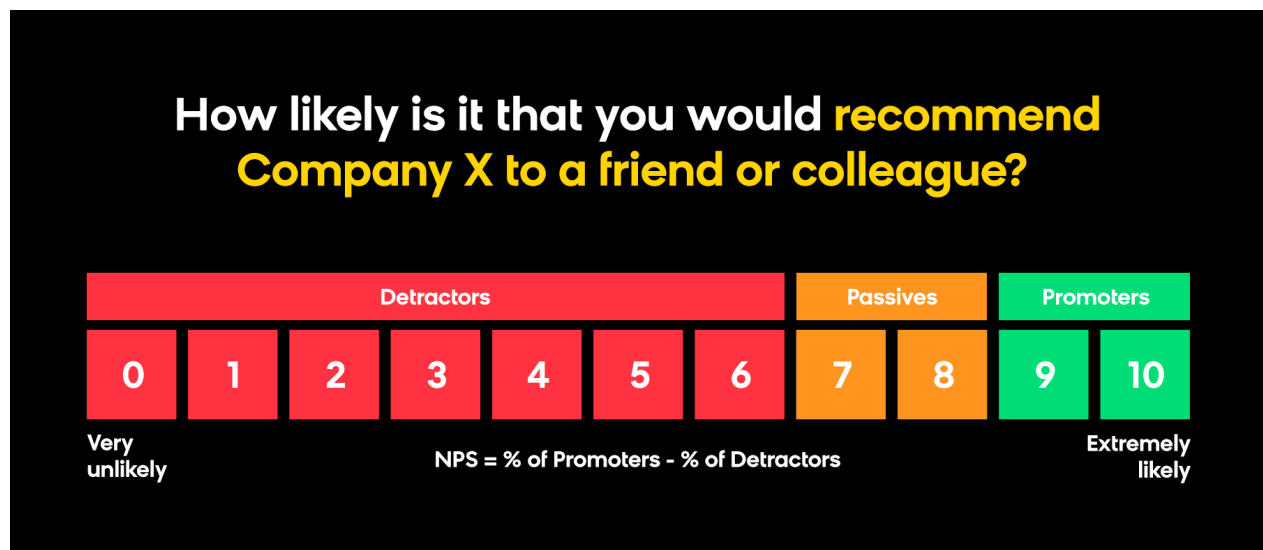 How likely is it that you would recommend
Company X to a friend or colleague?
Detractors
Passives
Promoters
0 1 2 3 4 5 6 7 8 9 10
Very
unlikely
NPS = % of Promoters - % of Detractors
Extremely
likely